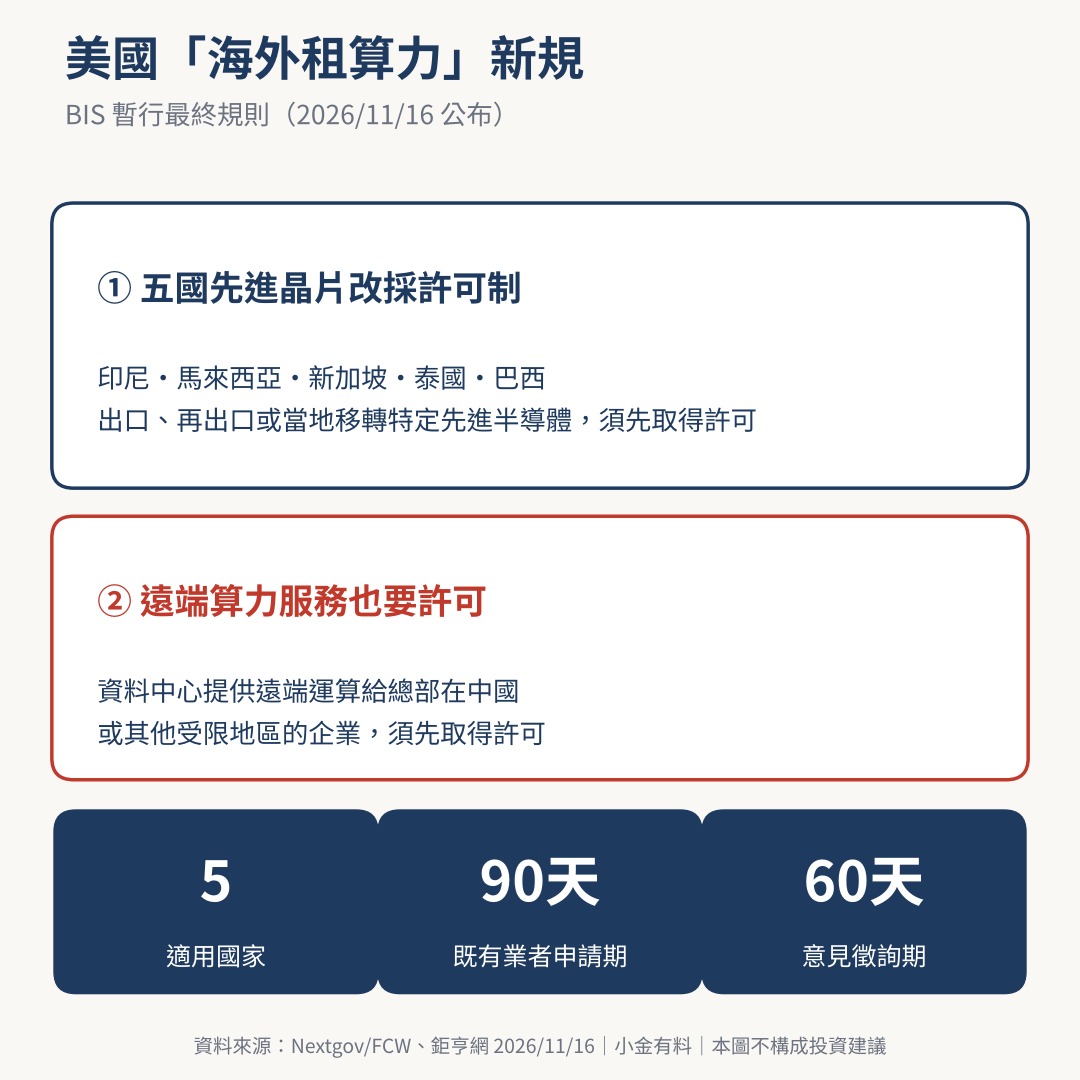 美國「海外租算力」新規
BIS 暫行最終規則（2026/11/16 公布）
① 五國先進晶片改採許可制
印尼・馬來西亞・新加坡・泰國・巴西
出口、再出口或當地移轉特定先進半導體，須先取得許可
② 遠端算力服務也要許可
資料中心提供遠端運算給總部在中國
或其他受限地區的企業，須先取得許可
5
適用國家
90天
既有業者申請期
60天
意見徵詢期
資料來源：Nextgov/FCW、鉅亨網 2026/11/16｜小金有料｜本圖不構成投資建議